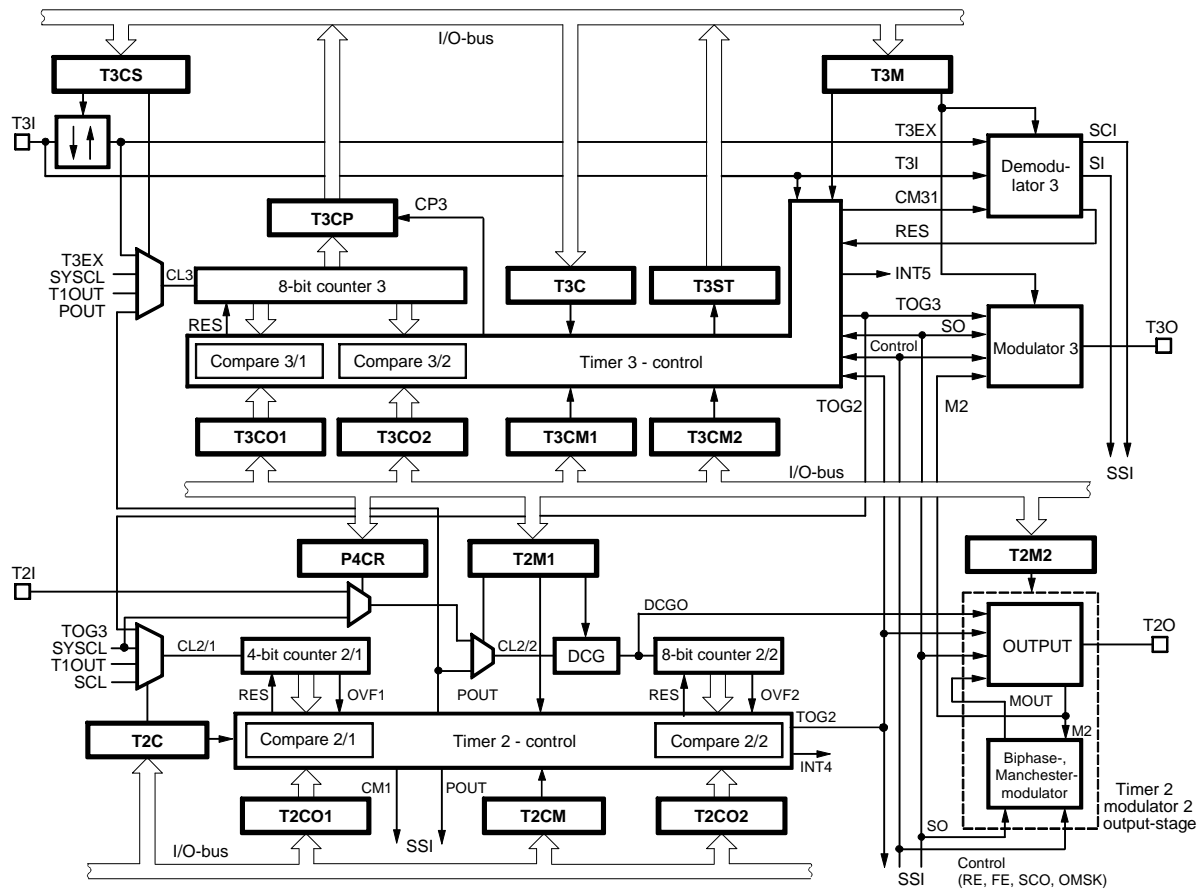 I/O-bus
T3CS
T3M
T3I
T3EX
SCI
T3I
SI
Demodu-
lator 3
CM31
T3CP
CP3
RES
T3EX
SYSCL
T1OUT
POUT
CL3
8-bit counter 3
T3C
T3ST
INT5
RES
TOG3
SO
Compare 3/1
Compare 3/2
Timer 3 - control
Control
Modulator 3
T3O
TOG2
M2
T3CO1
T3CO2
T3CM1
T3CM2
I/O-bus
SSI
P4CR
T2M1
T2M2
T2I
DCGO
TOG3
SYSCL
T1OUT
SCL
CL2/1
4-bit counter 2/1
CL2/2
DCG
8-bit counter 2/2
OUTPUT
T2O
RES
OVF1
POUT
RES
OVF2
MOUT
TOG2
T2C
Compare 2/1
Timer 2 - control
Compare 2/2
M2
INT4
Biphase-,
Manchester-
modulator
CM1
POUT
Timer 2
modulator 2
output-stage
T2CO1
T2CM
T2CO2
SSI
SO
I/O-bus
SSI
Control
(RE, FE, SCO, OMSK)